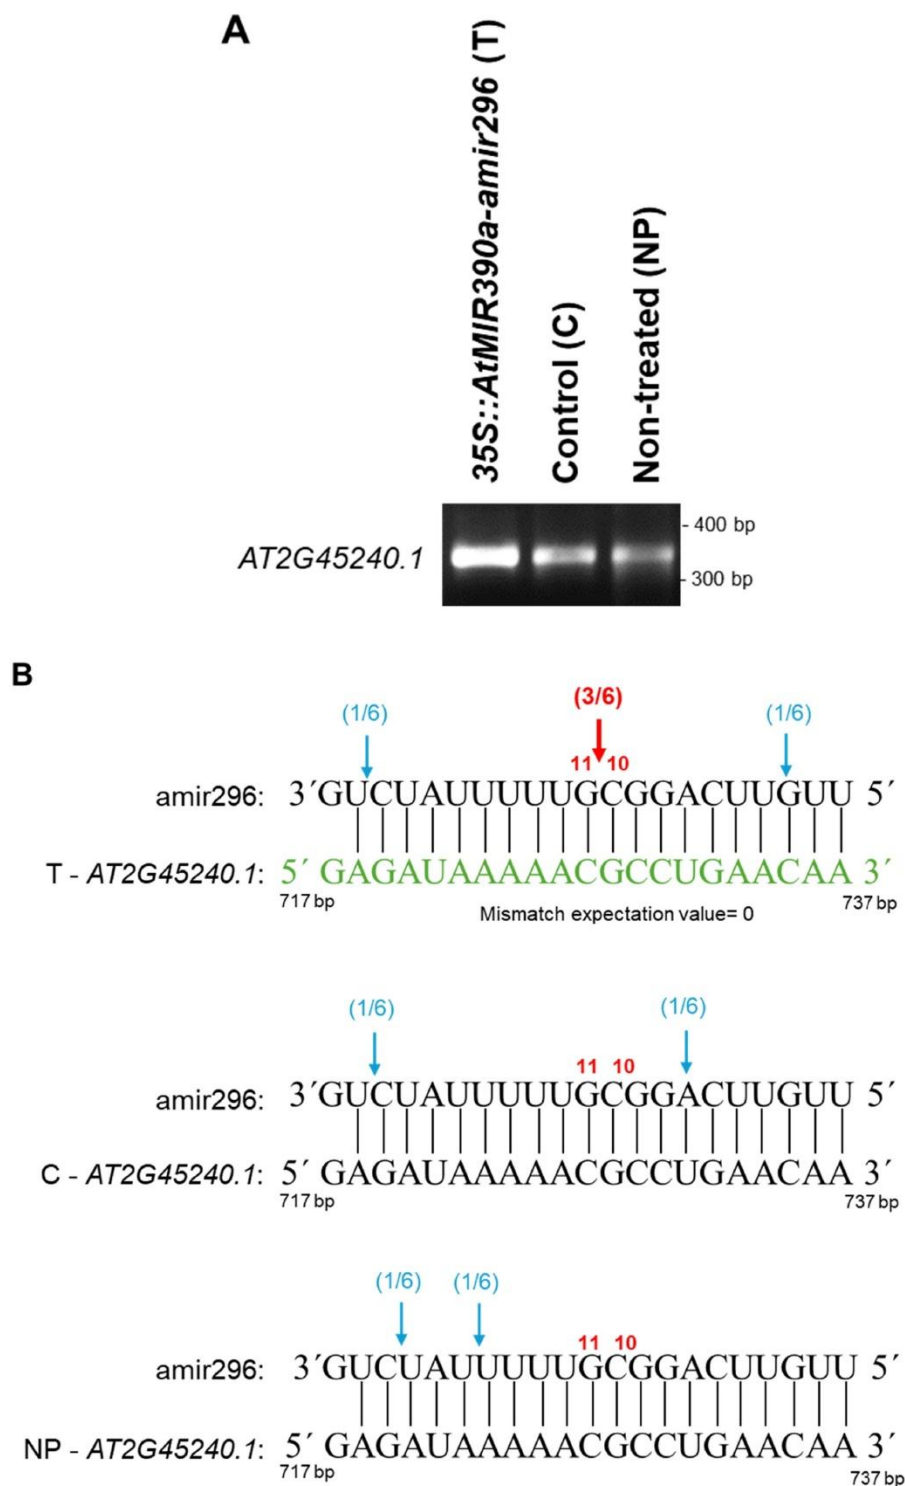 A
35S::AtMIR390a-amir296 (T)
Control (C)
Non-treated (NP)
- 400 bp
AT2G45240.1
- 300 bp
B
(3/6)
(1/6) (1/6)
11 10
amir296: 3´GUCUAUUUUUGCGGACUUGUU 5´
T - AT2G45240.1: 5´ GAGAUAAAAACGCCUGAACAA 3´
717 bp 737 bp
Mismatch expectation value= 0
(1/6) (1/6)
11 10
amir296: 3´GUCUAUUUUUGCGGACUUGUU 5´
C - AT2G45240.1: 5´ GAGAUAAAAACGCCUGAACAA 3´
717 bp 737 bp
(1/6) (1/6)
11 10
amir296: 3´GUCUAUUUUUGCGGACUUGUU 5´
NP - AT2G45240.1: 5´ GAGAUAAAAACGCCUGAACAA 3´
717 bp 737 bp